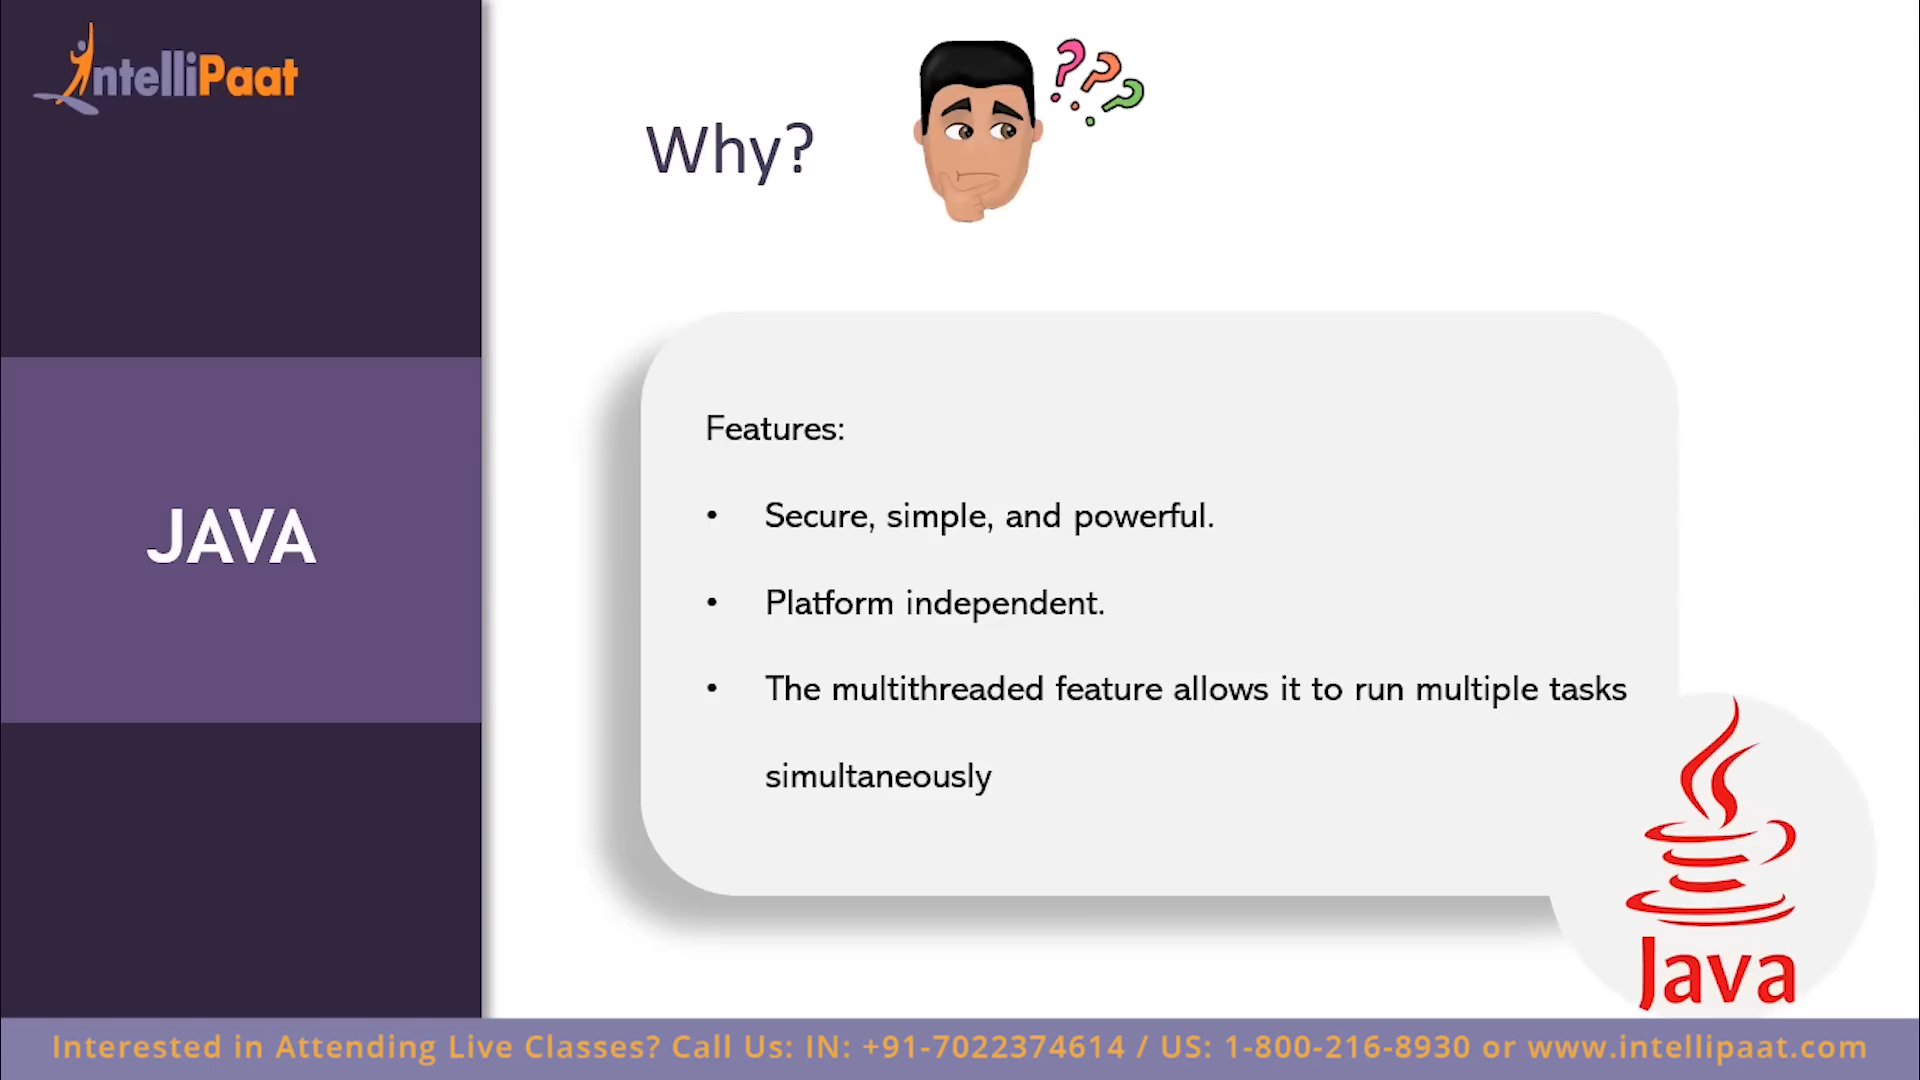 IntelliPaat
Why?
???
JAVA
Features:
• Secure, simple, and powerful.
• Platform independent.
• The multithreaded feature allows it to run multiple tasks
simultaneously
Java
Interested in Attending Live Classes? Call Us: IN: +91-7022374614 / US: 1-800-216-8930 or www.intellipaat.com